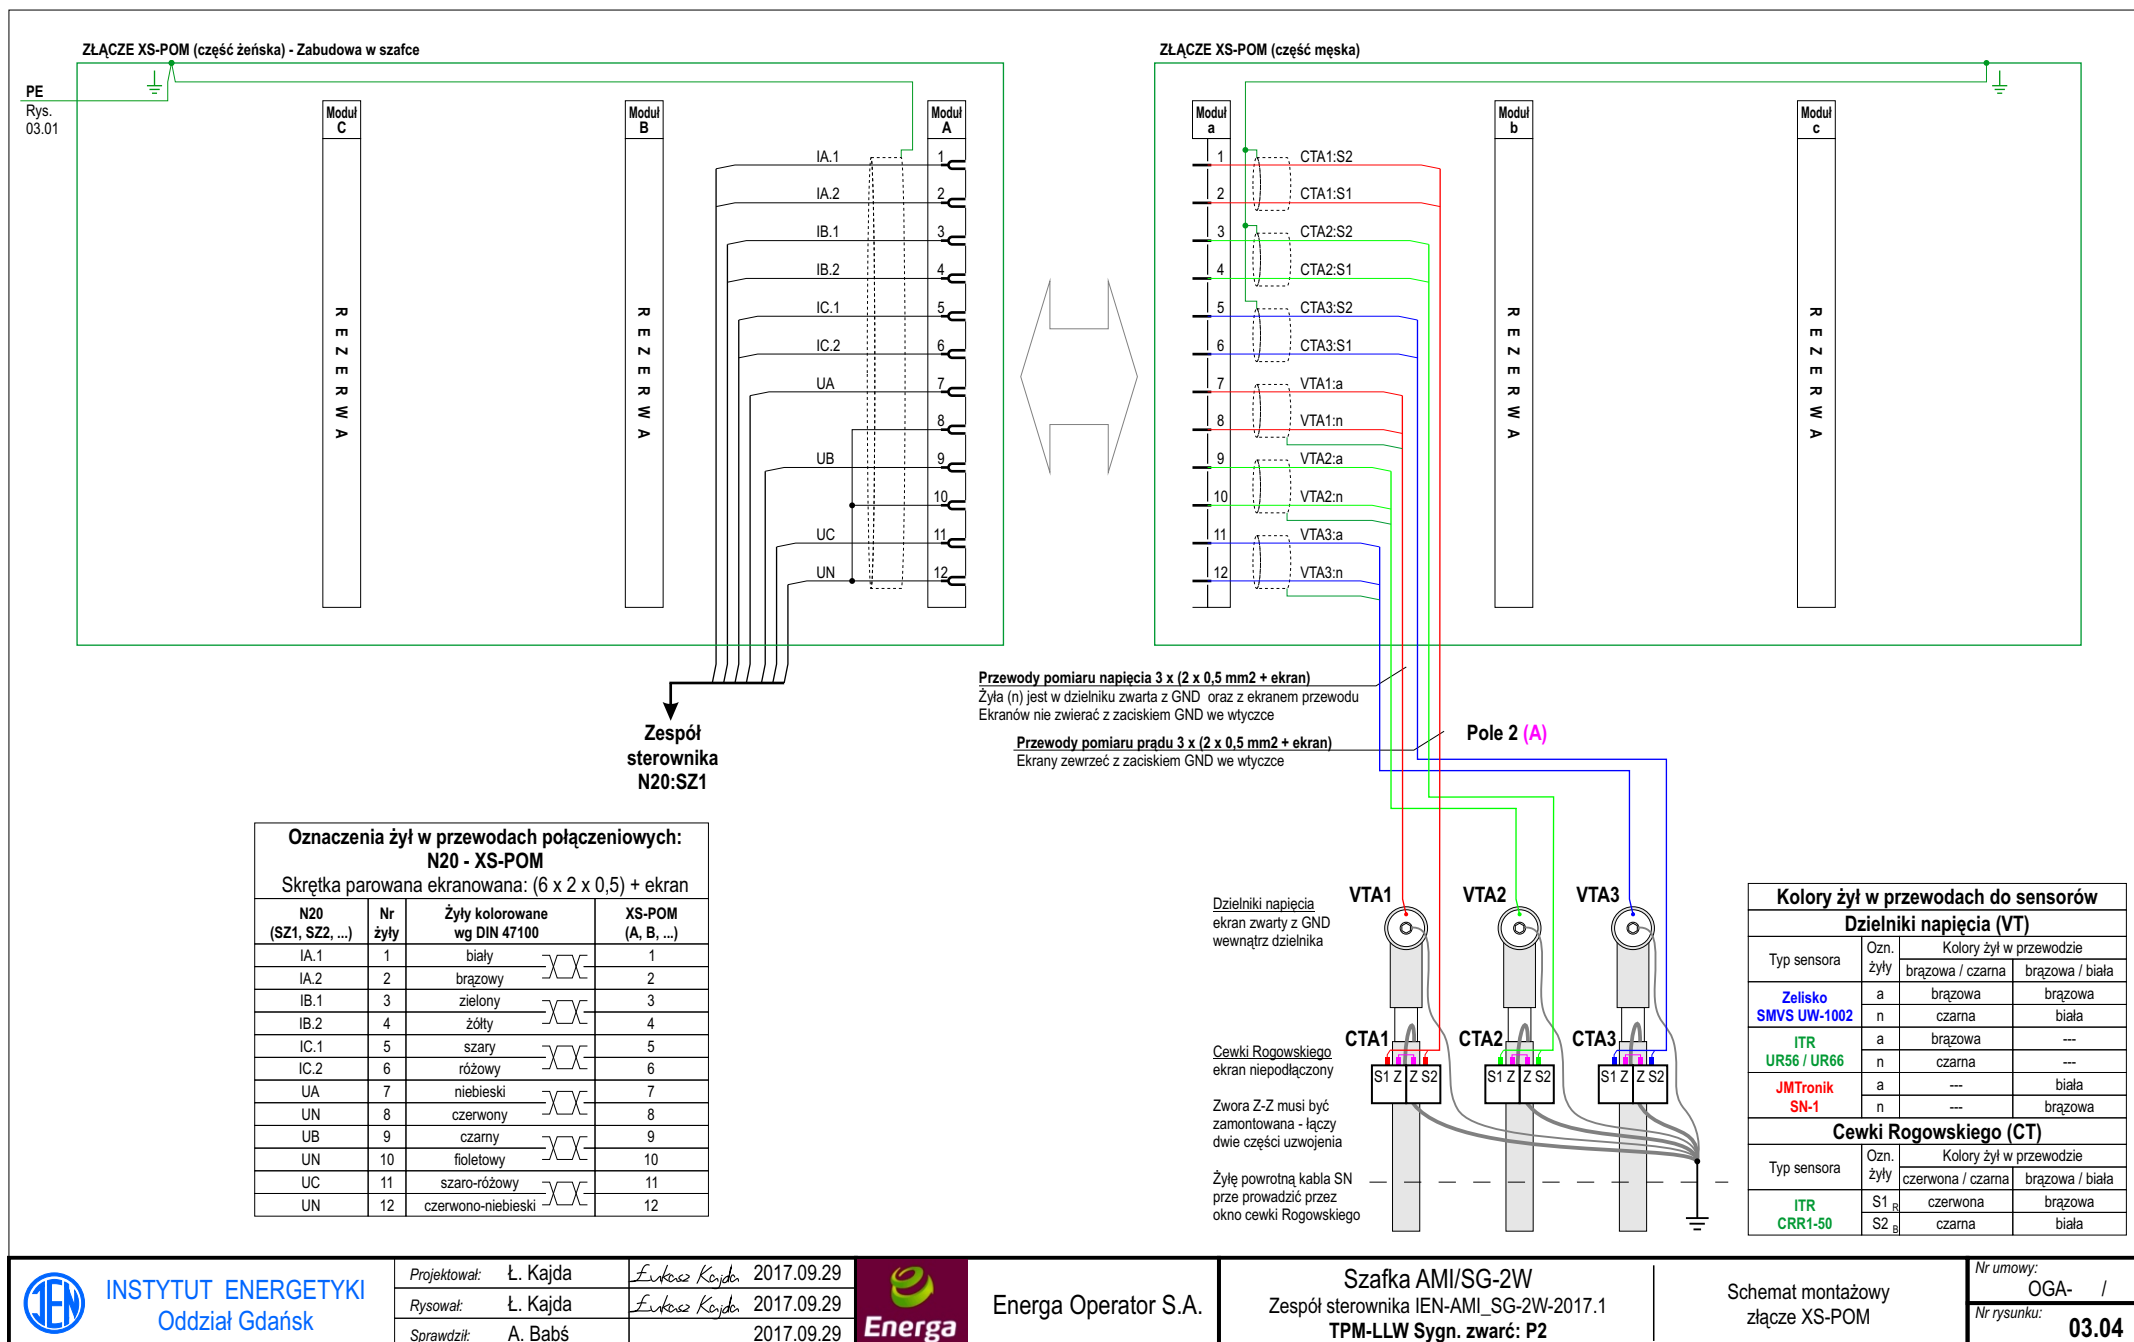 ZŁĄCZE XS-POM (część żeńska) - Zabudowa w szafce
PE
Rys.
03.01
Moduł
C
REZERWA
Moduł
B
REZERWA
Moduł
A
IA.1 1
IA.2 2
IB.1 3
IB.2 4
IC.1 5
IC.2 6
UA 7
8
UB 9
10
UC 11
UN 12
Zespół
sterownika
N20:SZ1
ZŁĄCZE XS-POM (część męska)
Moduł
a
1 CTA1:S2
2 CTA1:S1
3 CTA2:S2
4 CTA2:S1
5 CTA3:S2
6 CTA3:S1
7 VTA1:a
8 VTA1:n
9 VTA2:a
10 VTA2:n
11 VTA3:a
12 VTA3:n
Moduł
b
REZERWA
Moduł
c
REZERWA
Przewody pomiaru napięcia 3 x (2 x 0,5 mm2 + ekran)
Żyła (n) jest w dzielniku zwarta z GND oraz z ekranem przewodu
Ekranów nie zwierać z zaciskiem GND we wtyczce
Przewody pomiaru prądu 3 x (2 x 0,5 mm2 + ekran)
Ekrany zewrzeć z zaciskiem GND we wtyczce
Pole 2 (A)
Oznaczenia żył w przewodach połączeniowych:
N20 - XS-POM
Skrętka parowana ekranowana: (6 x 2 x 0,5) + ekran
N20 (SZ1, SZ2, ...) Nr żyły Żyły kolorowane wg DIN 47100 XS-POM (A, B, ...)
IA.1 1 biały 1
IA.2 2 brązowy 2
IB.1 3 zielony 3
IB.2 4 żółty 4
IC.1 5 szary 5
IC.2 6 różowy 6
UA 7 niebieski 7
UN 8 czerwony 8
UB 9 czarny 9
UN 10 fioletowy 10
UC 11 szaro-różowy 11
UN 12 czerwono-niebieski 12
Dzielniki napięcia
ekran zwarty z GND
wewnątrz dzielnika
VTA1 VTA2 VTA3
Cewki Rogowskiego
ekran niepodłączony
CTA1 CTA2 CTA3
S1 Z Z S2 S1 Z Z S2 S1 Z Z S2
Zwora Z-Z musi być
zamontowana - łączy
dwie części uzwojenia
Żyłę powrotną kabla SN
prze prowadzić przez
okno cewki Rogowskiego
Kolory żył w przewodach do sensorów
Dzielniki napięcia (VT)
Typ sensora Ozn. żyły Kolory żył w przewodzie
brązowa / czarna brązowa / biała
Zelisko SMVS UW-1002 a brązowa brązowa
n czarna biała
ITR UR56 / UR66 a brązowa ---
n czarna ---
JMTronik SN-1 a --- biała
n --- brązowa
Cewki Rogowskiego (CT)
Typ sensora Ozn. żyły Kolory żył w przewodzie
czerwona / czarna brązowa / biała
ITR CRR1-50 S1 R czerwona brązowa
S2 B czarna biała
IEN
INSTYTUT ENERGETYKI
Oddział Gdańsk
Projektował: Ł. Kajda Łukasz Kajda 2017.09.29
Rysował: Ł. Kajda Łukasz Kajda 2017.09.29
Sprawdził: A. Babś 2017.09.29
Energa
Energa Operator S.A.
Szafka AMI/SG-2W
Zespół sterownika IEN-AMI_SG-2W-2017.1
TPM-LLW Sygn. zwarć: P2
Schemat montażowy
złącze XS-POM
Nr umowy:
OGA- /
Nr rysunku:
03.04